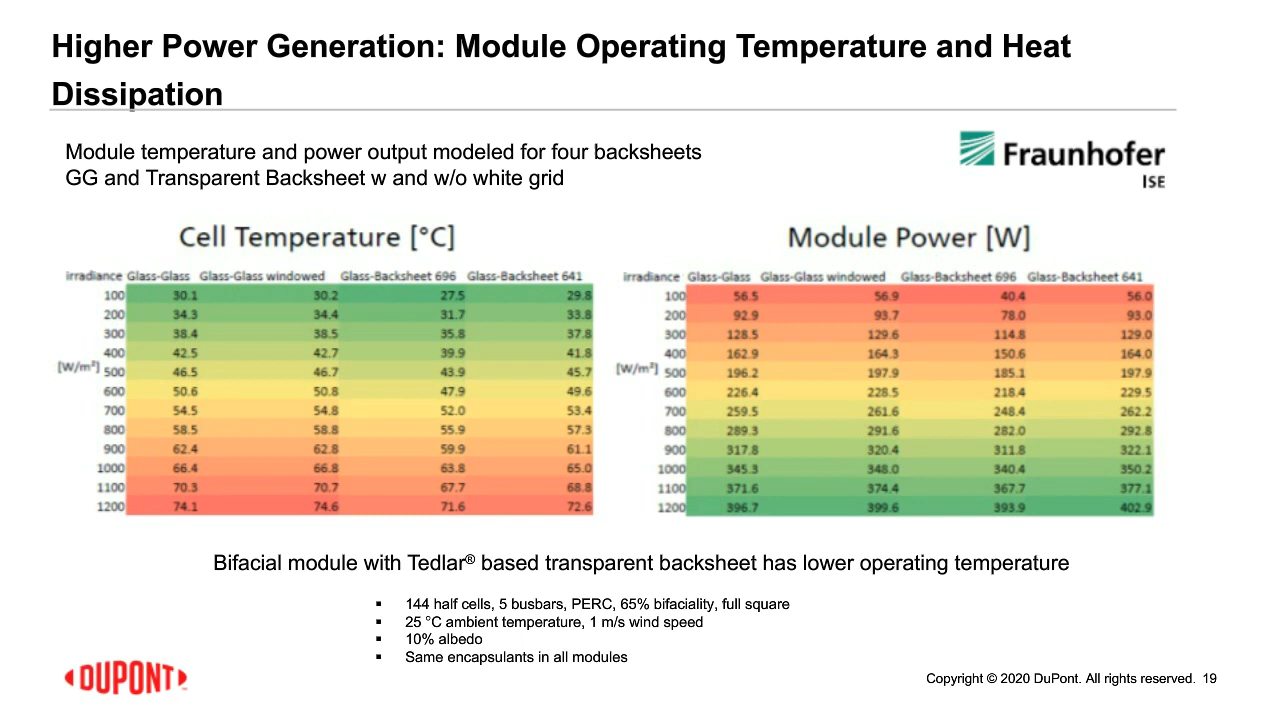 Higher Power Generation: Module Operating Temperature and Heat
Dissipation
Module temperature and power output modeled for four backsheets
GG and Transparent Backsheet w and w/o white grid
Fraunhofer
ISE
Cell Temperature [°C]
irradiance Glass-Glass Glass-Glass windowed Glass-Backsheet 696 Glass-Backsheet 641
100 30.1 30.2 27.5 29.8
200 34.3 34.4 31.7 33.8
300 38.4 38.5 35.8 37.8
400 42.5 42.7 39.9 41.8
[W/m²] 500 46.5 46.7 43.9 45.7
600 50.6 50.8 47.9 49.6
700 54.5 54.8 52.0 53.4
800 58.5 58.8 55.9 57.3
900 62.4 62.8 59.9 61.1
1000 66.4 66.8 63.8 65.0
1100 70.3 70.7 67.7 68.8
1200 74.1 74.6 71.6 72.6
Module Power [W]
irradiance Glass-Glass Glass-Glass windowed Glass-Backsheet 696 Glass-Backsheet 641
100 56.5 56.9 40.4 56.0
200 92.9 93.7 78.0 93.0
300 128.5 129.6 114.8 129.0
400 162.9 164.3 150.6 164.0
[W/m²] 500 196.2 197.9 185.1 197.9
600 226.4 228.5 218.4 229.5
700 259.5 261.6 248.4 262.2
800 289.3 291.6 282.0 292.8
900 317.8 320.4 311.8 322.1
1000 345.3 348.0 340.4 350.2
1100 371.6 374.4 367.7 377.1
1200 396.7 399.6 393.9 402.9
Bifacial module with Tedlar® based transparent backsheet has lower operating temperature
▪ 144 half cells, 5 busbars, PERC, 65% bifaciality, full square
▪ 25 °C ambient temperature, 1 m/s wind speed
▪ 10% albedo
▪ Same encapsulants in all modules
DUPONT™
Copyright © 2020 DuPont. All rights reserved. 19